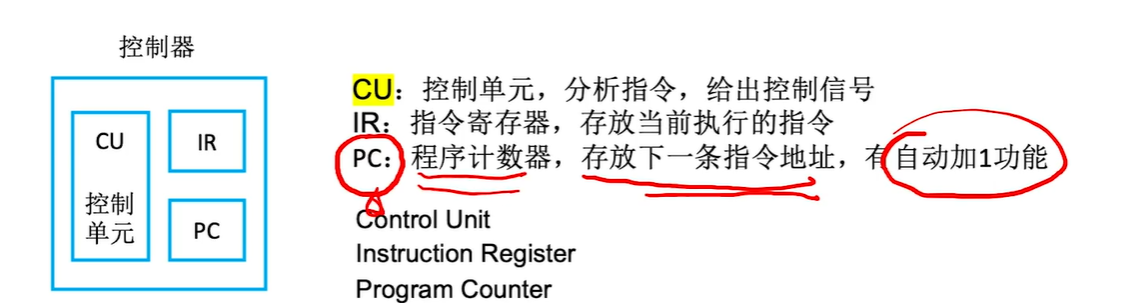 控制器
CU
控制
单元
IR
PC
CU：控制单元，分析指令，给出控制信号
IR：指令寄存器，存放当前执行的指令
PC：程序计数器，存放下一条指令地址，有自动加1功能
Control Unit
Instruction Register
Program Counter